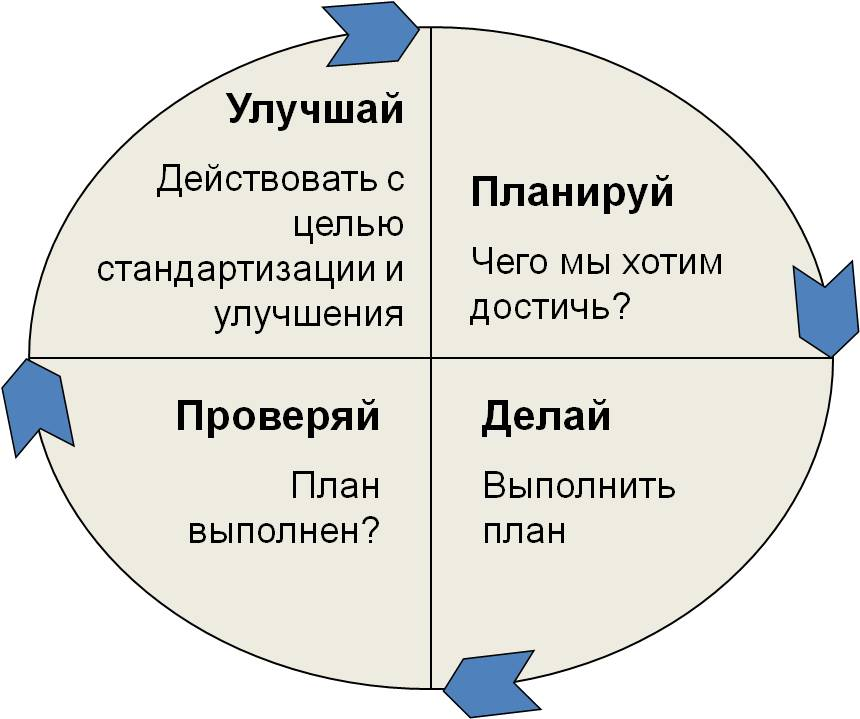 Улучшай
Действовать с
целью
стандартизации и
улучшения
Планируй
Чего мы хотим
достичь?
Проверяй
План
выполнен?
Делай
Выполнить
план